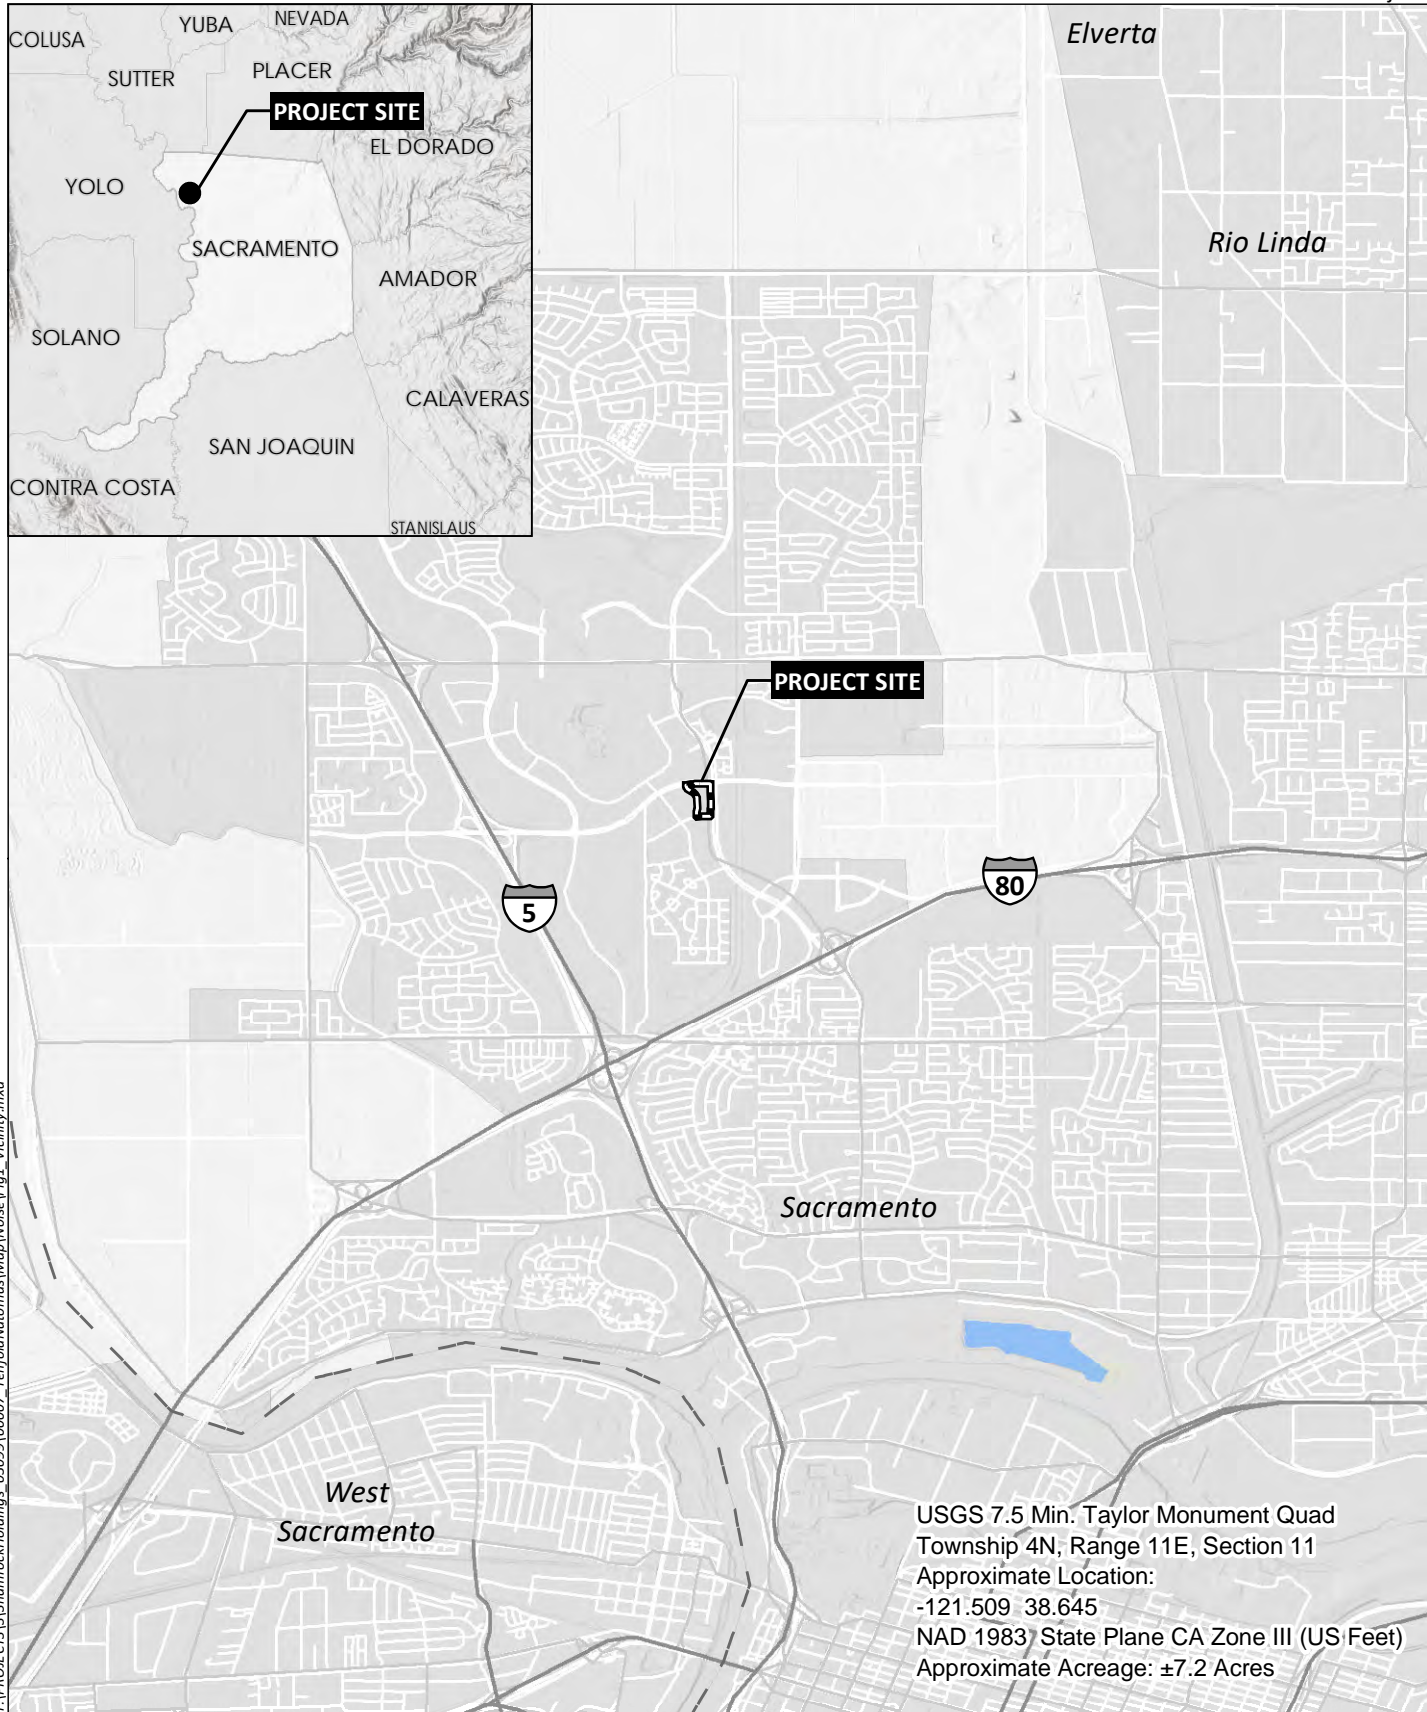 Elverta
COLUSA
YUBA
NEVADA
SUTTER
PLACER
PROJECT SITE
EL DORADO
YOLO
SACRAMENTO
AMADOR
SOLANO
CALAVERAS
SAN JOAQUIN
CONTRA COSTA
STANISLAUS
Rio Linda
PROJECT SITE
5
80
Sacramento
West
Sacramento
USGS 7.5 Min. Taylor Monument Quad
Township 4N, Range 11E, Section 11
Approximate Location:
-121.509 38.645
NAD 1983 State Plane CA Zone III (US Feet)
Approximate Acreage: ±7.2 Acres